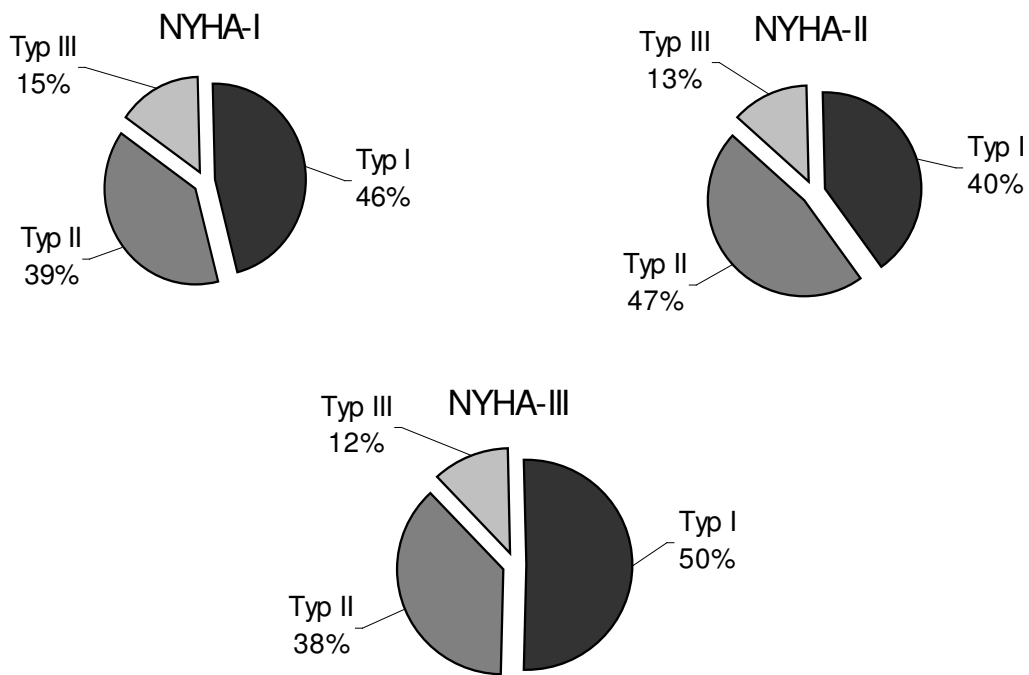 NYHA-I
Typ III
15%
Typ I
46%
Typ II
39%
NYHA-II
Typ III
13%
Typ I
40%
Typ II
47%
NYHA-III
Typ III
12%
Typ I
50%
Typ II
38%